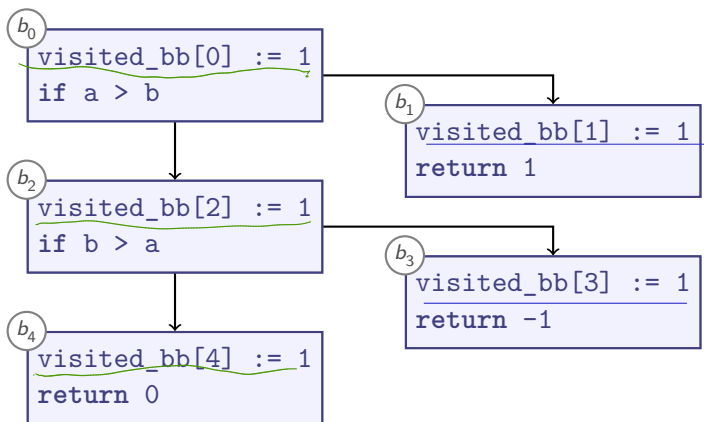 b0
visited_bb[0] := 1
if a > b
b1
visited_bb[1] := 1
return 1
b2
visited_bb[2] := 1
if b > a
b3
visited_bb[3] := 1
return -1
b4
visited_bb[4] := 1
return 0